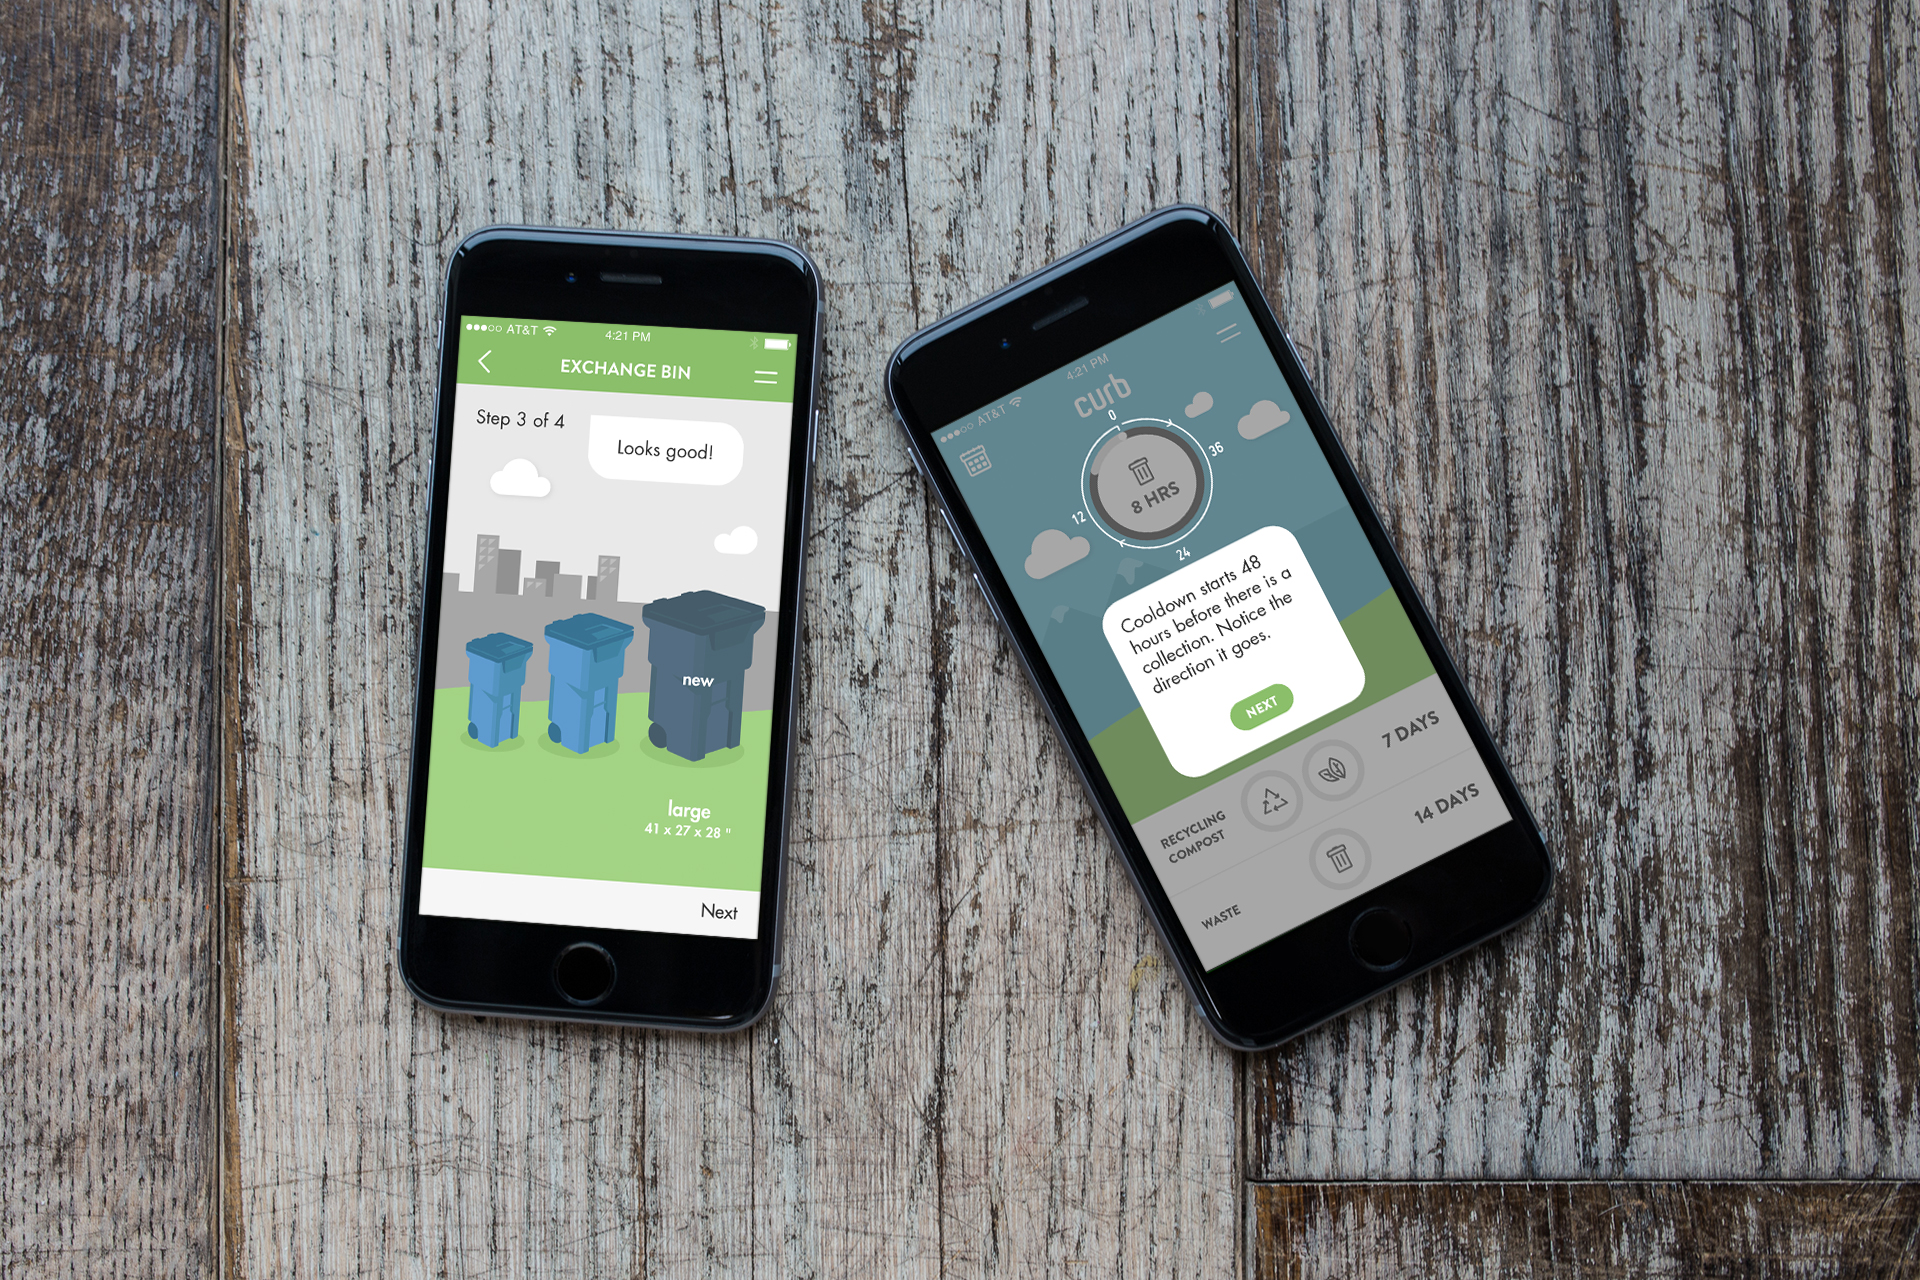 AT&T
4:21 PM
EXCHANGE BIN
Step 3 of 4
Looks good!
new
large
41 x 27 x 28 "
Next
AT&T
4:21 PM
curb
0
36
12
24
8 HRS
Cooldown starts 48
hours before there is a
collection. Notice the
direction it goes.
NEXT
RECYCLING
COMPOST
7 DAYS
WASTE
14 DAYS